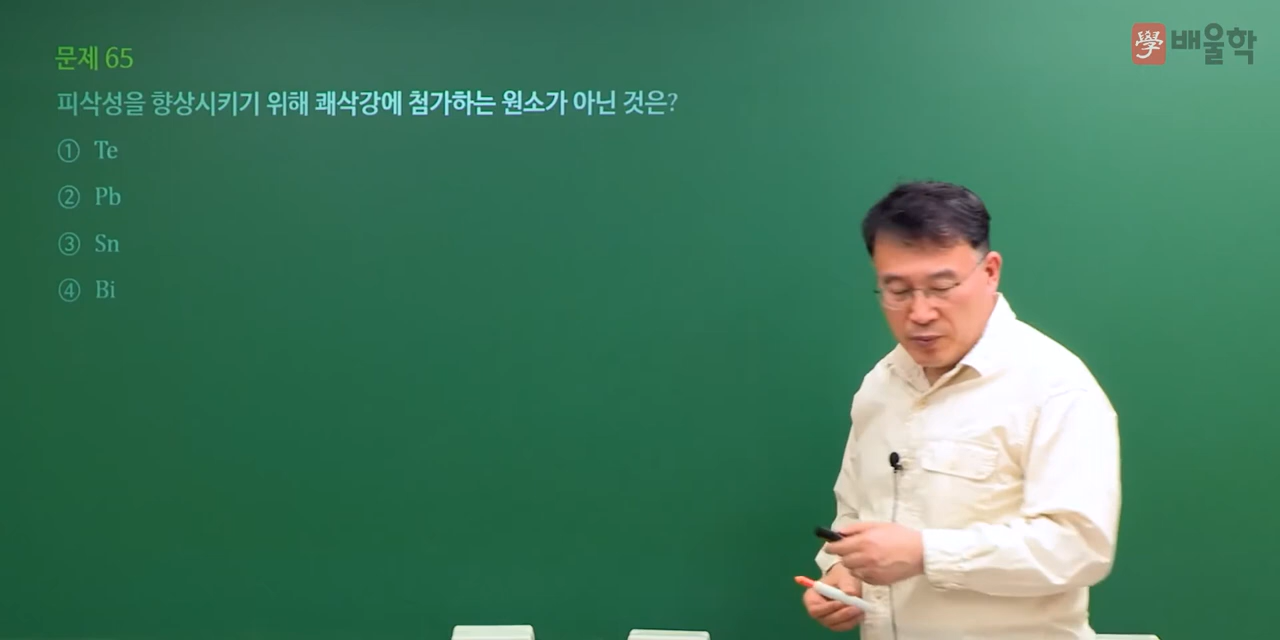 學 배울학
문제 65
피삭성을 향상시키기 위해 쾌삭강에 첨가하는 원소가 아닌 것은?
① Te
② Pb
③ Sn
④ Bi